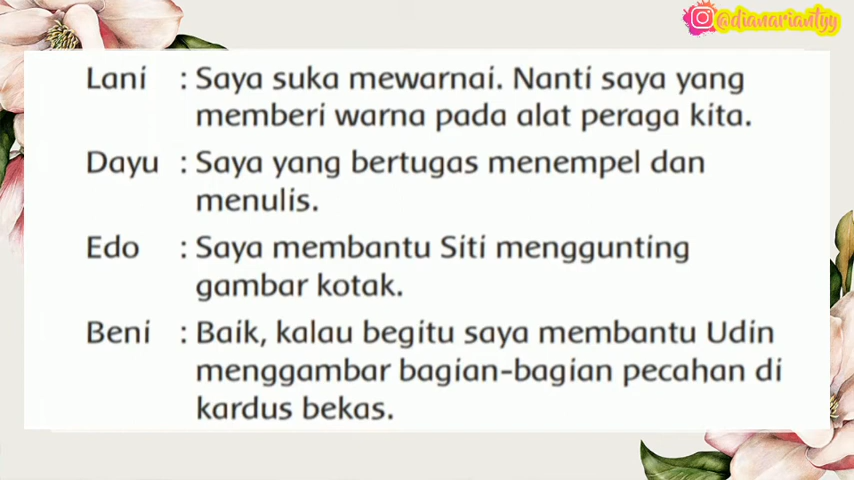 @dianariantyy
Lani : Saya suka mewarnai. Nanti saya yang
memberi warna pada alat peraga kita.
Dayu : Saya yang bertugas menempel dan
menulis.
Edo : Saya membantu Siti menggunting
gambar kotak.
Beni : Baik, kalau begitu saya membantu Udin
menggambar bagian-bagian pecahan di
kardus bekas.